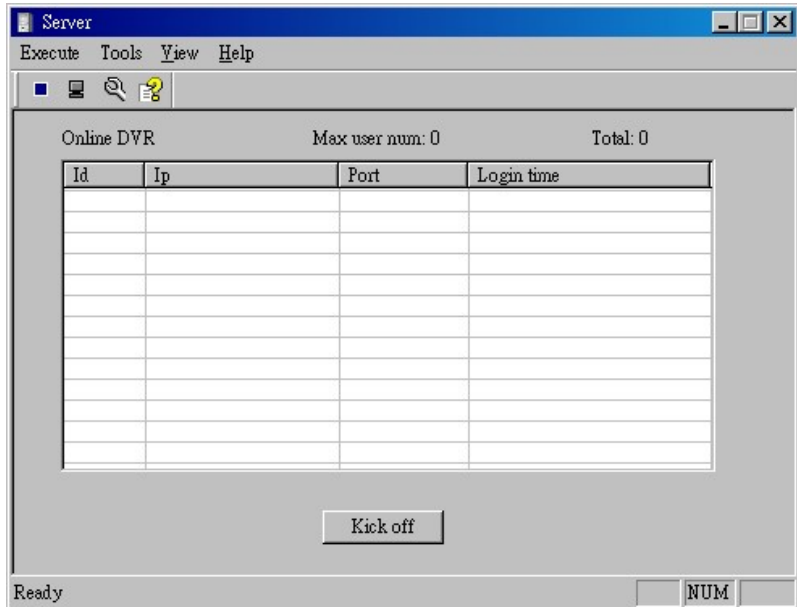 Server
Execute Tools View Help
Online DVR Max user num: 0 Total: 0
Id Ip Port Login time
Kick off
Ready NUM